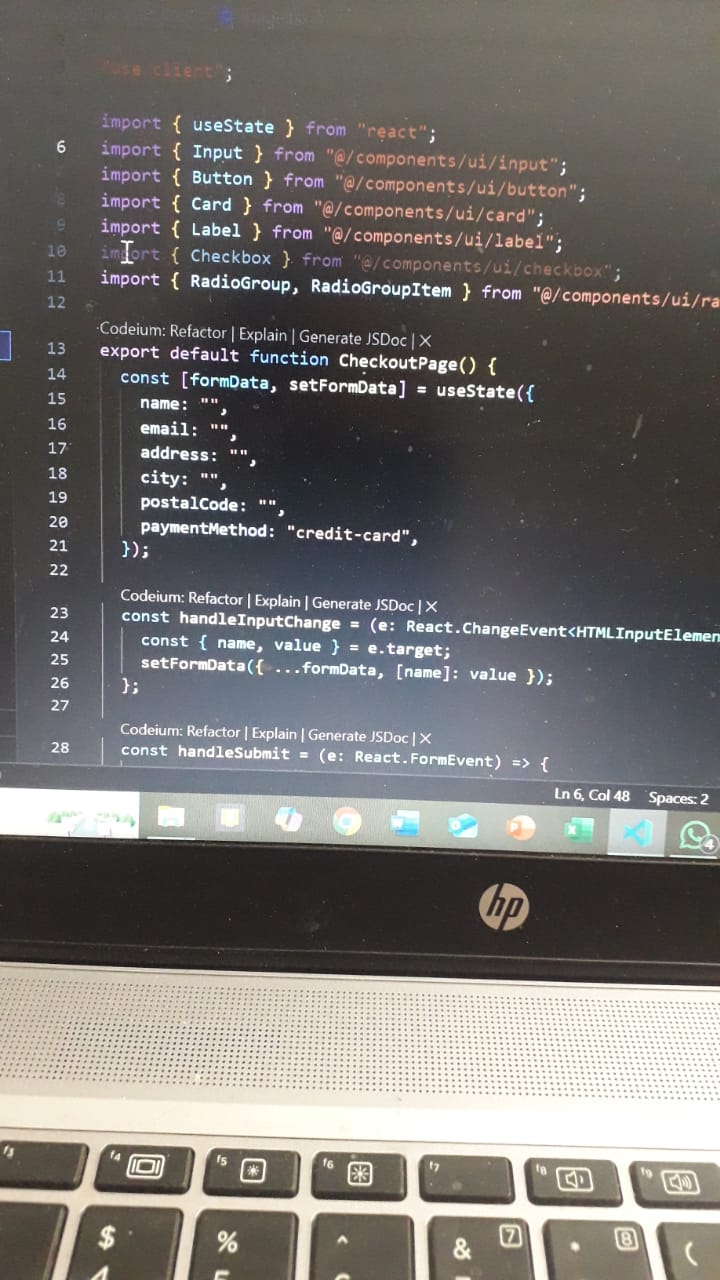 "use client";
import { useState } from "react";
6 import { Input } from "@/components/ui/input";
import { Button } from "@/components/ui/button";
8 import { Card } from "@/components/ui/card";
9 import { Label } from "@/components/ui/label";
10 import { Checkbox } from "@/components/ui/checkbox";
11 import { RadioGroup, RadioGroupItem } from "@/components/ui/ra
12
Codeium: Refactor | Explain | Generate JSDoc | X
13 export default function CheckoutPage() {
14 const [formData, setFormData] = useState({
15 name: "",
16 email: "",
17 address: "",
18 city: "",
19 postalCode: "",
20 paymentMethod: "credit-card",
21 });
22
Codeium: Refactor | Explain | Generate JSDoc | X
23 const handleInputChange = (e: React.ChangeEvent<HTMLInputElemen
24 const { name, value } = e.target;
25 setFormData({ ...formData, [name]: value });
26 };
27
Codeium: Refactor | Explain | Generate JSDoc | X
28 const handleSubmit = (e: React.FormEvent) => {
Ln 6, Col 48 Spaces: 2
4
hp
f3 f4 f5 f6 f7 f8 f9
$ % ^ & 7 * 8 (